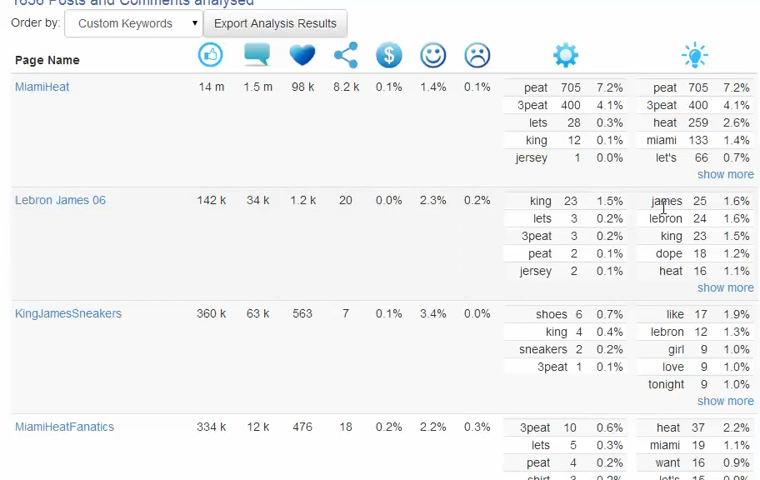 1656 Posts and Comments analysed
Order by: Custom Keywords Export Analysis Results
Page Name
MiamiHeat 14 m 1.5 m 98 k 8.2 k 0.1% 1.4% 0.1%
peat 705 7.2% peat 705 7.2%
3peat 400 4.1% 3peat 400 4.1%
lets 28 0.3% heat 259 2.6%
king 12 0.1% miami 133 1.4%
jersey 1 0.0% let's 66 0.7%
show more
Lebron James 06 142 k 34 k 1.2 k 20 0.0% 2.3% 0.2%
king 23 1.5% james 25 1.6%
lets 3 0.2% lebron 24 1.6%
3peat 3 0.2% king 23 1.5%
peat 2 0.1% dope 18 1.2%
jersey 2 0.1% heat 16 1.1%
show more
KingJamesSneakers 360 k 63 k 563 7 0.1% 3.4% 0.0%
shoes 6 0.7% like 17 1.9%
king 4 0.4% lebron 12 1.3%
sneakers 2 0.2% girl 9 1.0%
3peat 1 0.1% love 9 1.0%
tonight 9 1.0%
show more
MiamiHeatFanatics 334 k 12 k 476 18 0.2% 2.2% 0.3%
3peat 10 0.6% heat 37 2.2%
lets 5 0.3% miami 19 1.1%
peat 4 0.2% want 16 0.9%
shirt 3 0.2% let's 15 0.9%